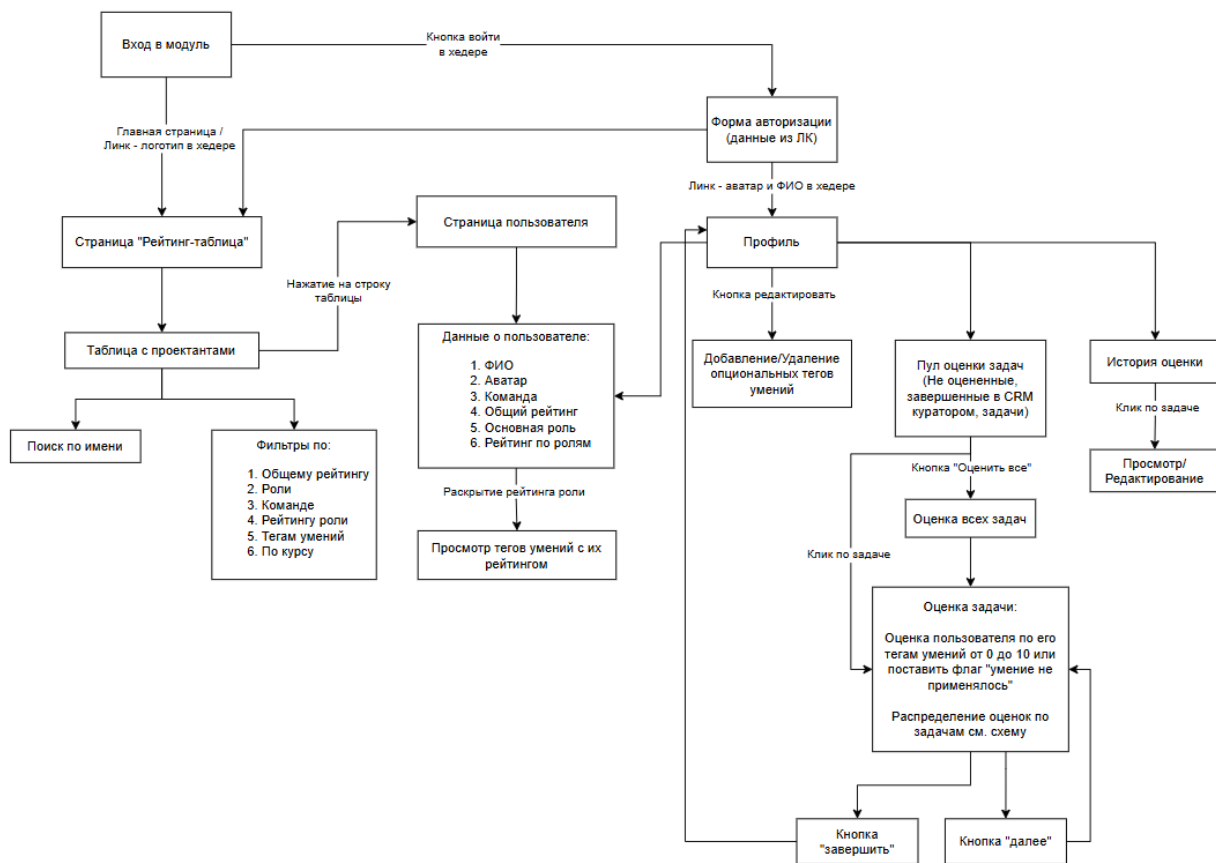 Вход в модуль
Кнопка войти
в хедере
Главная страница /
Линк - логотип в хедере
Форма авторизации
(данные из ЛК)
Линк - аватар и ФИО в хедере
Страница "Рейтинг-таблица"
Страница пользователя
Профиль
Нажатие на строку
таблицы
Кнопка редактировать
Таблица с проектантами
Данные о пользователе:
1. ФИО
2. Аватар
3. Команда
4. Общий рейтинг
5. Основная роль
6. Рейтинг по ролям
Добавление/Удаление
опциональных тегов
умений
Пул оценки задач
(Не оцененные,
завершенные в CRM
куратором, задачи)
История оценки
Клик по задаче
Поиск по имени
Фильтры по:
1. Общему рейтингу
2. Роли
3. Команде
4. Рейтингу роли
5. Тегам умений
6. По курсу
Раскрытие рейтинга роли
Просмотр тегов умений с их
рейтингом
Кнопка "Оценить все"
Просмотр/
Редактирование
Оценка всех задач
Клик по задаче
Оценка задачи:
Оценка пользователя по его
тегам умений от 0 до 10 или
поставить флаг "умение не
применялось"
Распределение оценок по
задачам см. схему
Кнопка
"завершить"
Кнопка "далее"